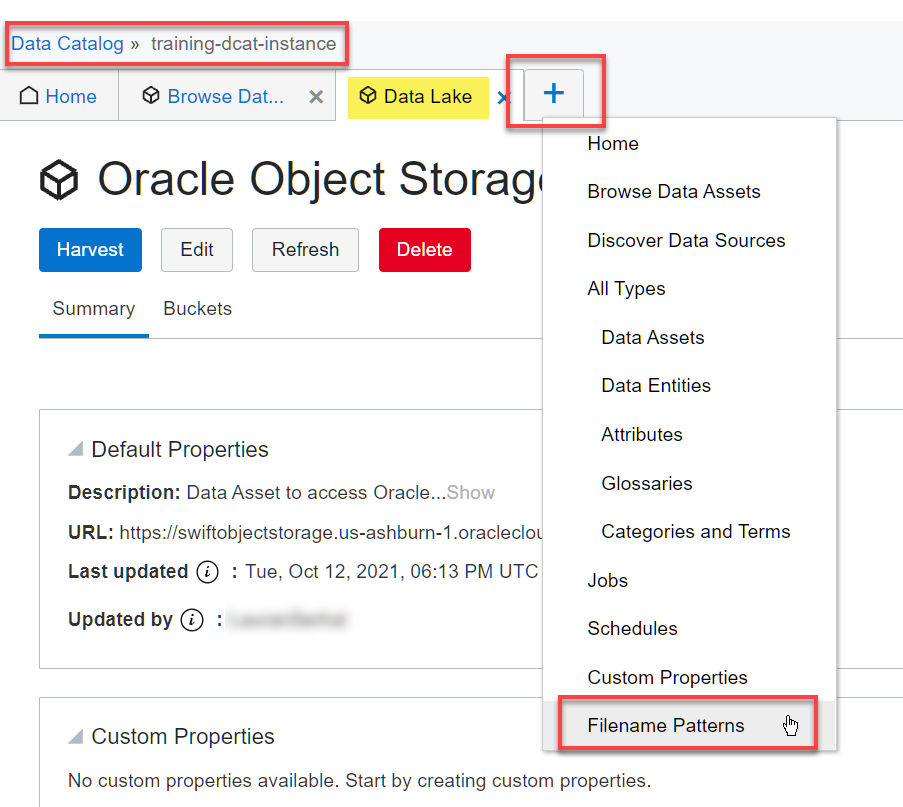 Data Catalog » training-dcat-instance
Home
Browse Dat...
Data Lake
Oracle Object Storage
Harvest
Edit
Refresh
Delete
Summary
Buckets
Default Properties
Description: Data Asset to access Oracle...Show
URL: https://swiftobjectstorage.us-ashburn-1.oracleclou
Last updated i : Tue, Oct 12, 2021, 06:13 PM UTC
Updated by i :
Custom Properties
No custom properties available. Start by creating custom properties.
+
Home
Browse Data Assets
Discover Data Sources
All Types
Data Assets
Data Entities
Attributes
Glossaries
Categories and Terms
Jobs
Schedules
Custom Properties
Filename Patterns